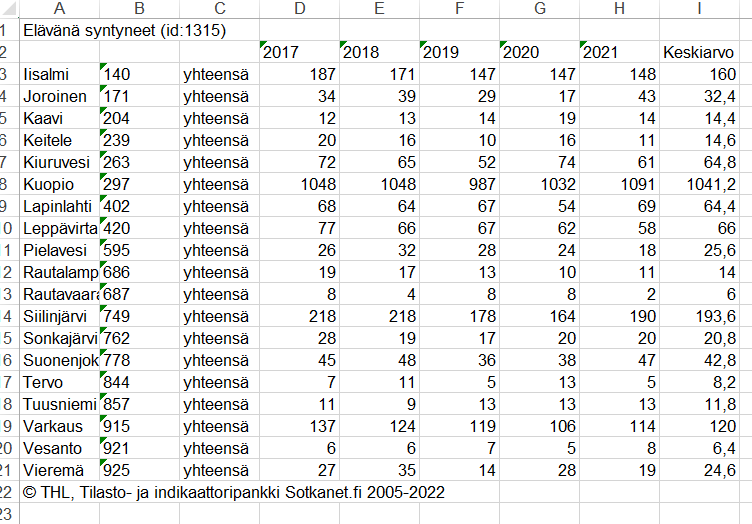 A B C D E F G H I
1 Elävänä syntyneet (id:1315)
2 2017 2018 2019 2020 2021 Keskiarvo
3 Iisalmi 140 yhteensä 187 171 147 147 148 160
4 Joroinen 171 yhteensä 34 39 29 17 43 32,4
5 Kaavi 204 yhteensä 12 13 14 19 14 14,4
6 Keitele 239 yhteensä 20 16 10 16 11 14,6
7 Kiuruvesi 263 yhteensä 72 65 52 74 61 64,8
8 Kuopio 297 yhteensä 1048 1048 987 1032 1091 1041,2
9 Lapinlahti 402 yhteensä 68 64 67 54 69 64,4
10 Leppävirta 420 yhteensä 77 66 67 62 58 66
11 Pielavesi 595 yhteensä 26 32 28 24 18 25,6
12 Rautalamp 686 yhteensä 19 17 13 10 11 14
13 Rautavaara 687 yhteensä 8 4 8 8 2 6
14 Siilinjärvi 749 yhteensä 218 218 178 164 190 193,6
15 Sonkajärvi 762 yhteensä 28 19 17 20 20 20,8
16 Suonenjok 778 yhteensä 45 48 36 38 47 42,8
17 Tervo 844 yhteensä 7 11 5 13 5 8,2
18 Tuusniemi 857 yhteensä 11 9 13 13 13 11,8
19 Varkaus 915 yhteensä 137 124 119 106 114 120
20 Vesanto 921 yhteensä 6 6 7 5 8 6,4
21 Vieremä 925 yhteensä 27 35 14 28 19 24,6
22 © THL, Tilasto- ja indikaattoripankki Sotkanet.fi 2005-2022
23